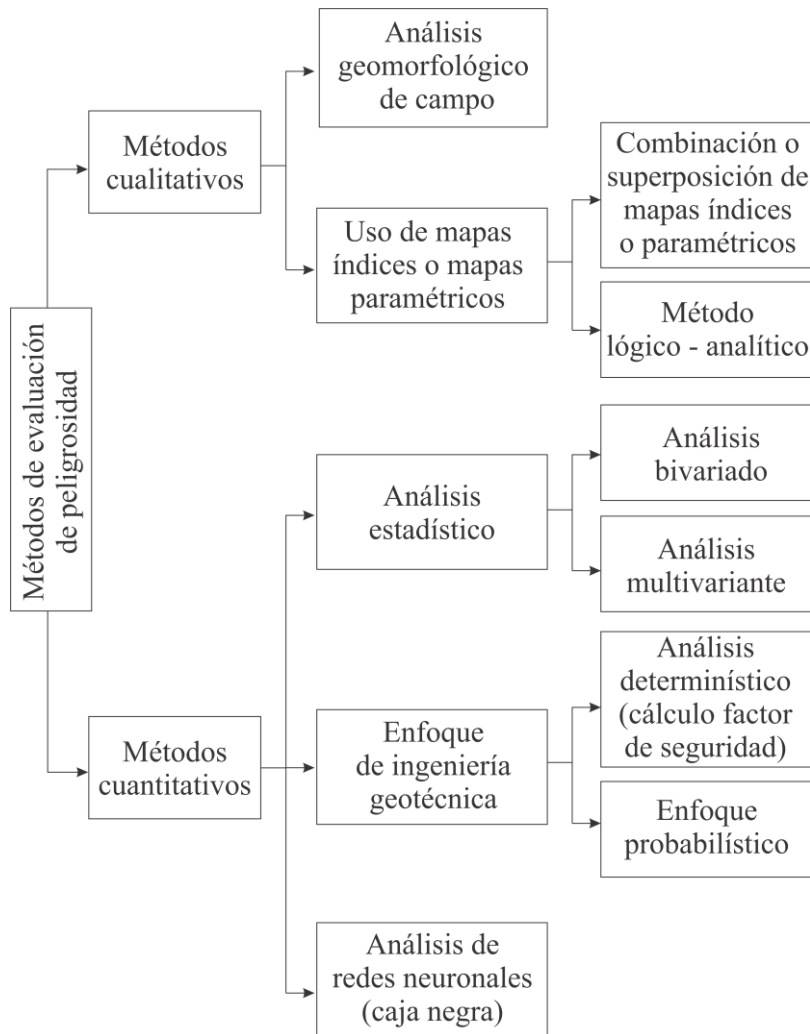 Análisis
geomorfológico
de campo
Métodos
cualitativos
Combinación o
superposición de
mapas índices
o paramétricos
Uso de mapas
índices o mapas
paramétricos
Método
lógico - analítico
Métodos de evaluación
de peligrosidad
Análisis
bivariado
Análisis
estadístico
Análisis
multivariante
Análisis
determinístico
(cálculo factor
de seguridad)
Métodos
cuantitativos
Enfoque
de ingeniería
geotécnica
Enfoque
probabilístico
Análisis de
redes neuronales
(caja negra)